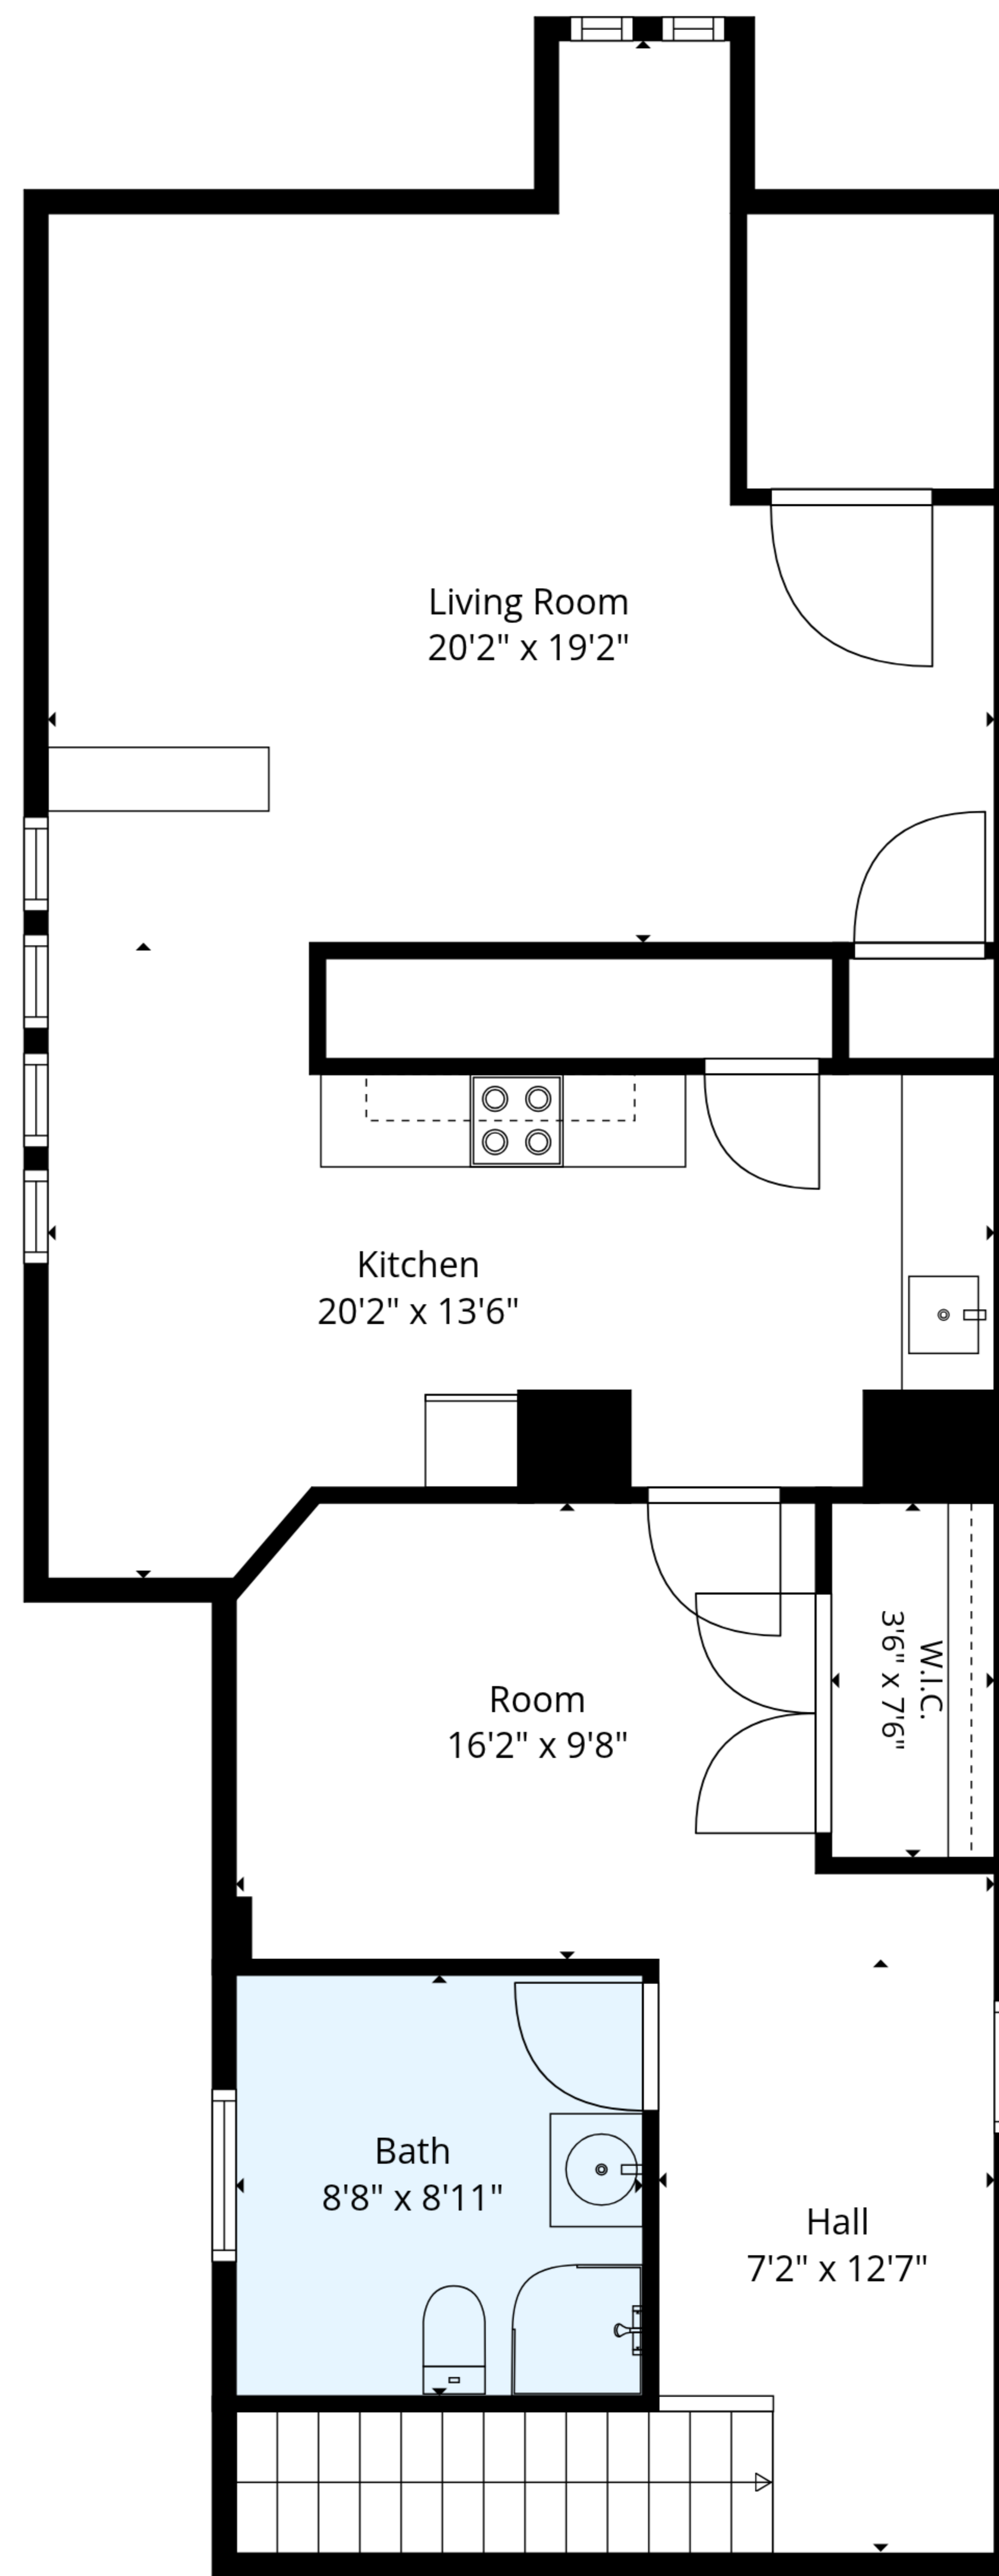 Living Room
20'2" x 19'2"
Kitchen
20'2" x 13'6"
Room
16'2" x 9'8"
W.I.C.
3'6" x 7'6"
Bath
8'8" x 8'11"
Hall
7'2" x 12'7"